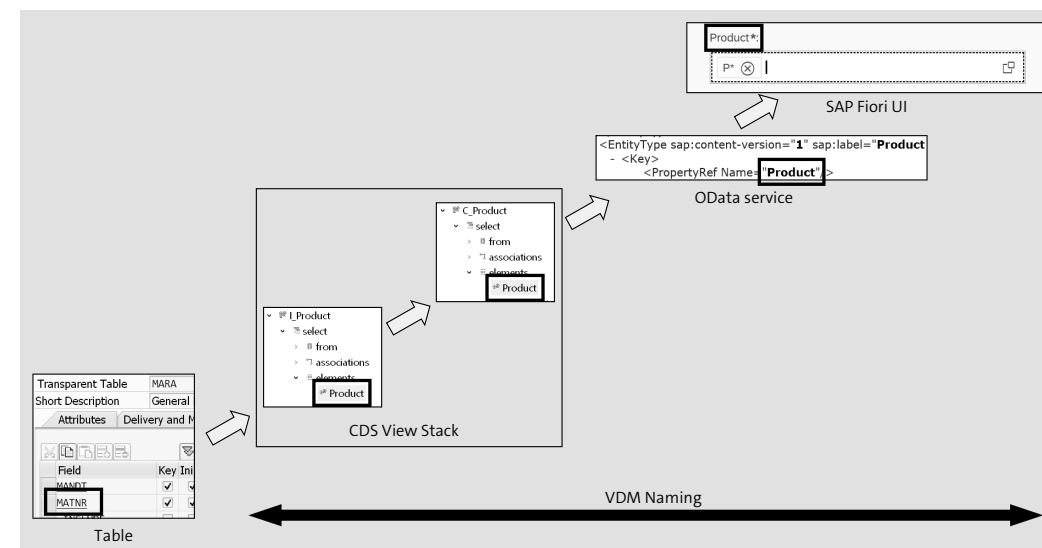 Product*:
P*
SAP Fiori UI
<EntityType sap:content-version="1" sap:label="Product
- <Key>
<PropertyRef Name="Product"/>
OData service
C_Product
select
from
associations
elements
Product
I_Product
select
from
associations
elements
Product
CDS View Stack
Transparent Table MARA
Short Description General
Attributes Delivery and M
Field Key Ini
MANDT
MATNR
Table
VDM Naming